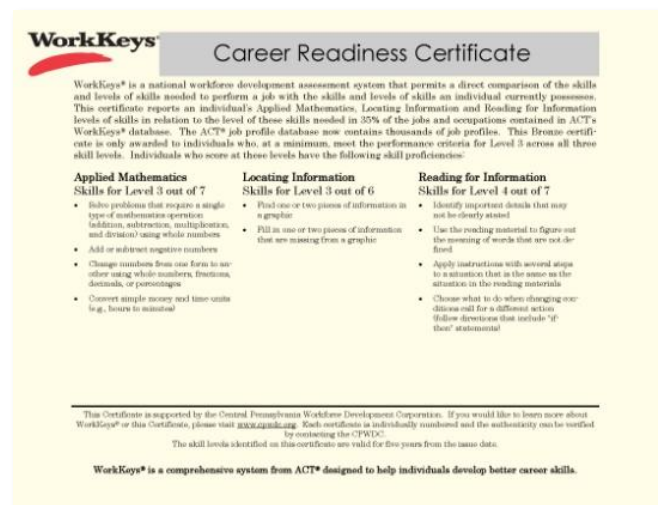 WorkKeys®
Career Readiness Certificate
WorkKeys® is a national workforce development assessment system that permits a direct comparison of the skills
and levels of skills needed to perform a job with the skills and levels of skills an individual currently possesses.
This certificate reports an individual's Applied Mathematics, Locating Information and Reading for Information
levels of skills in relation to the level of these skills needed in 35% of the jobs and occupations contained in ACT's
WorkKeys® database. The ACT® job profile database now contains thousands of job profiles. This Bronze certifi-
cate is only awarded to individuals who, at a minimum, meet the performance criteria for Level 3 across all three
skill levels. Individuals who score at these levels have the following skill proficiencies:
Applied Mathematics
Skills for Level 3 out of 7
• Solve problems that require a single
type of mathematics operation
(addition, subtraction, multiplication,
and division) using whole numbers
• Add or subtract negative numbers
• Change numbers from one form to an-
other using whole numbers, fractions,
decimals, or percentages
• Convert simple money and time units
(e.g., hours to minutes)
Locating Information
Skills for Level 3 out of 6
• Find one or two pieces of information in
a graphic
• Fill in one or two pieces of information
that are missing from a graphic
Reading for Information
Skills for Level 4 out of 7
• Identify important details that may
not be clearly stated
• Use the reading material to figure out
the meaning of words that are not de-
fined
• Apply instructions with several steps
to a situation that is the same as the
situation in the reading materials
• Choose what to do when changing con-
ditions call for a different action
(follow directions that include "if-
then" statements)
This Certificate is supported by the Central Pennsylvania Workforce Development Corporation. If you would like to learn more about
WorkKeys® or this Certificate, please visit www.cpwdc.org. Each certificate is individually numbered and the authenticity can be verified
by contacting the CPWDC.
The skill levels identified on this certificate are valid for five years from the issue date.
WorkKeys® is a comprehensive system from ACT® designed to help individuals develop better career skills.